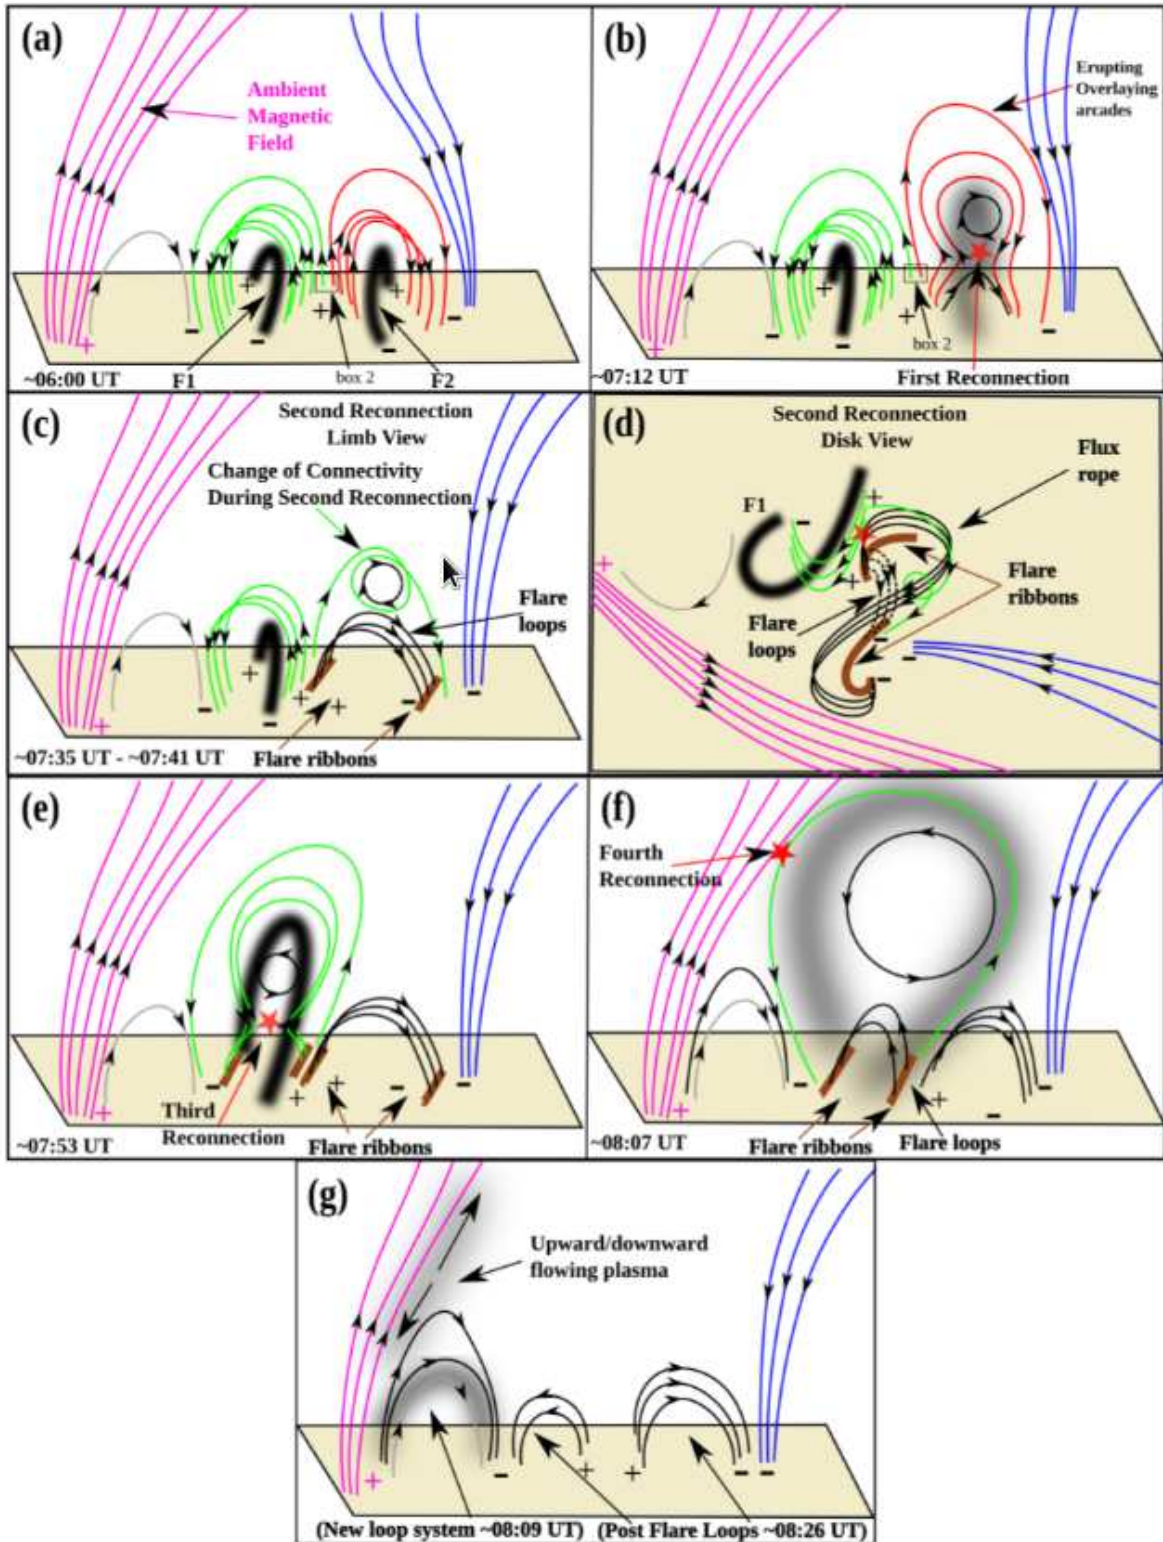 (a)
Ambient
Magnetic
Field
+
+
+
+
−
−
−
−
~06:00 UT
F1
box 2
F2
(b)
Erupting
Overlaying
arcades
+
+
+
−
−
−
box 2
~07:12 UT
First Reconnection
(c)
Second Reconnection
Limb View
Change of Connectivity
During Second Reconnection
Flare
loops
+
+
+
+
−
−
−
−
Flare ribbons
~07:35 UT - ~07:41 UT
(d)
Second Reconnection
Disk View
Flux
rope
F1
+
−
+
+
Flare
ribbons
Flare
loops
−
−
−
(e)
+
−
+
+
−
−
Third
Reconnection
Flare ribbons
~07:53 UT
(f)
Fourth
Reconnection
+
−
+
−
−
Flare ribbons
Flare loops
~08:07 UT
(g)
Upward/downward
flowing plasma
+
−
+
+
−
−
(New loop system ~08:09 UT)
(Post Flare Loops ~08:26 UT)